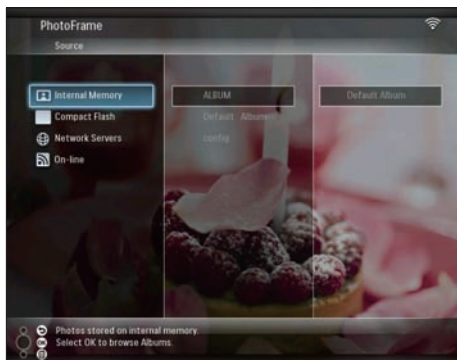 PhotoFrame
Source
Internal Memory
ALBUM
Default Album
Compact Flash
Default Album
Network Servers
config
On-line
Photos stored on internal memory.
OK
Select OK to browse Albums.